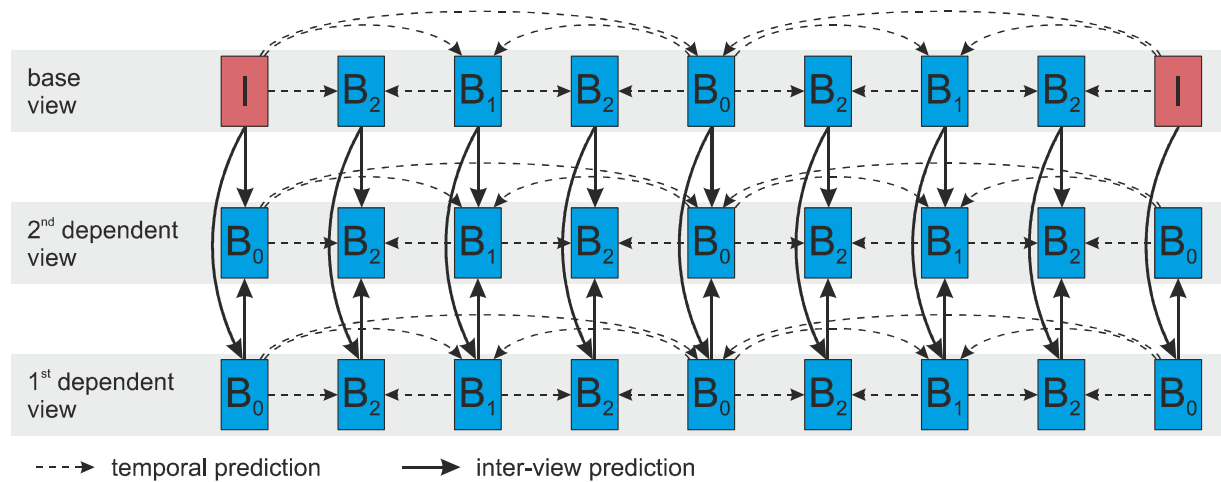 base view I B₂ B₁ B₂ B₀ B₂ B₁ B₂ I
2nd dependent view B₀ B₂ B₁ B₂ B₀ B₂ B₁ B₂ B₀
1st dependent view B₀ B₂ B₁ B₂ B₀ B₂ B₁ B₂ B₀
temporal prediction inter-view prediction